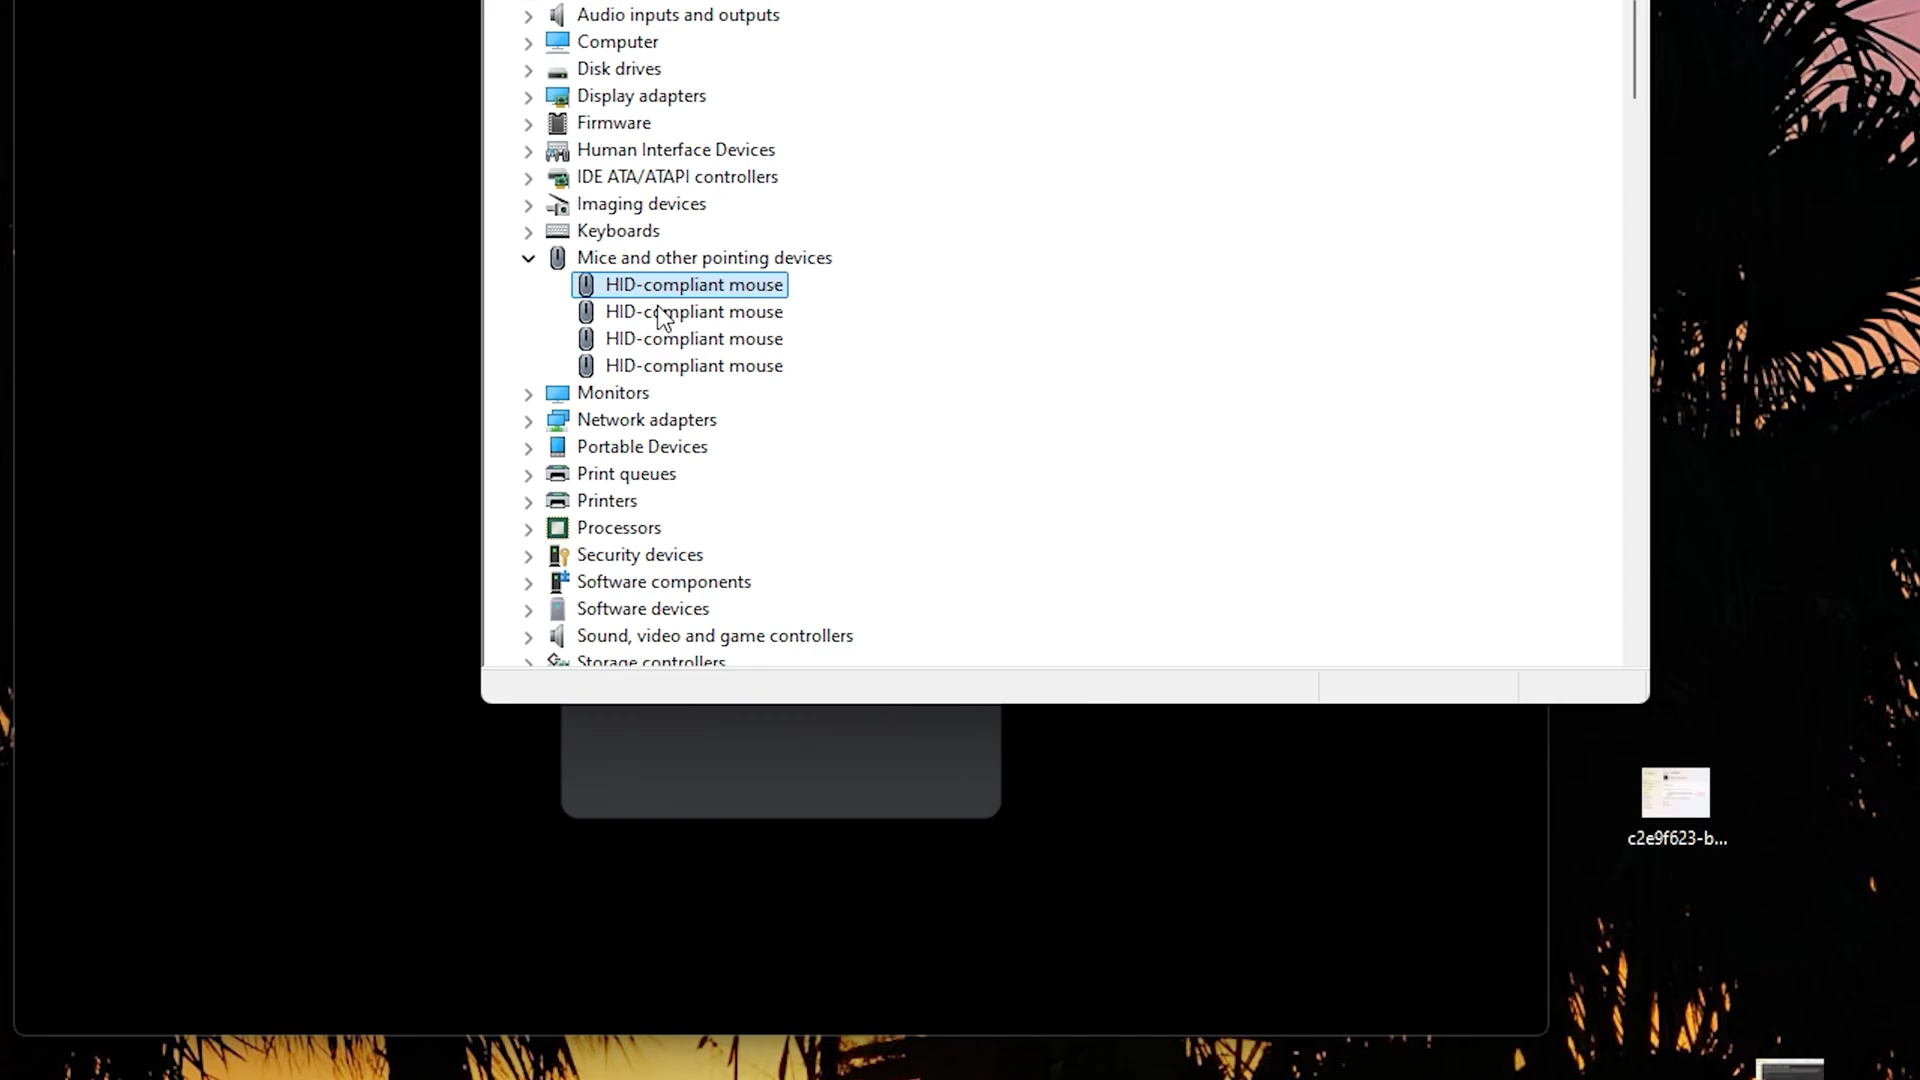 Audio inputs and outputs
Computer
Disk drives
Display adapters
Firmware
Human Interface Devices
IDE ATA/ATAPI controllers
Imaging devices
Keyboards
Mice and other pointing devices
HID-compliant mouse
HID-compliant mouse
HID-compliant mouse
HID-compliant mouse
Monitors
Network adapters
Portable Devices
Print queues
Printers
Processors
Security devices
Software components
Software devices
Sound, video and game controllers
Storage controllers
c2e9f623-b...